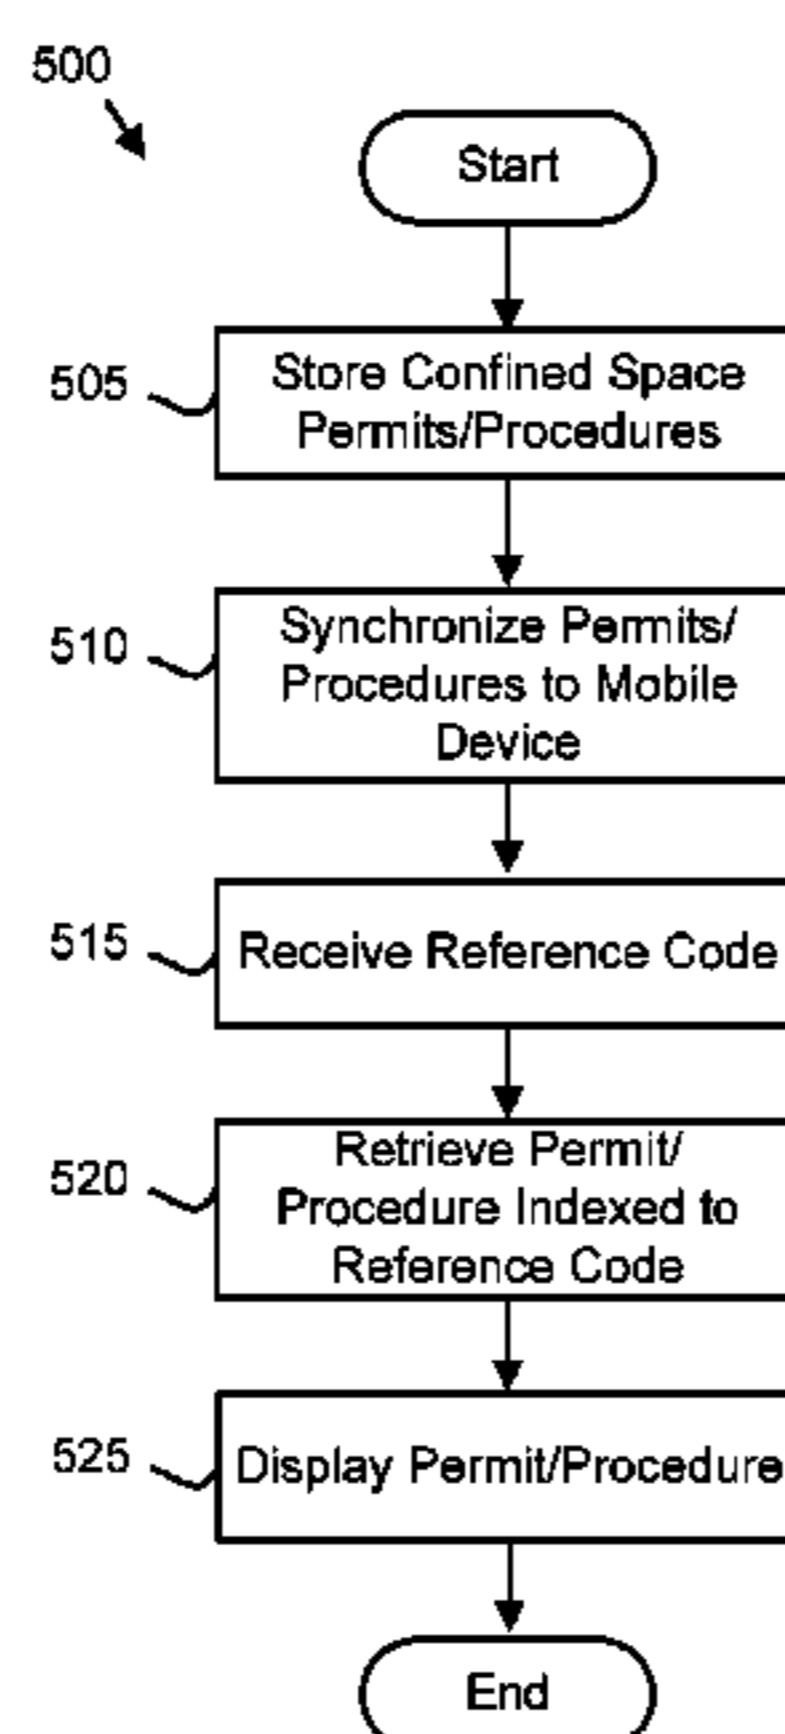 500
Start
505
Store Confined Space
Permits/Procedures
510
Synchronize Permits/
Procedures to Mobile
Device
515
Receive Reference Code
520
Retrieve Permit/
Procedure Indexed to
Reference Code
525
Display Permit/Procedure
End